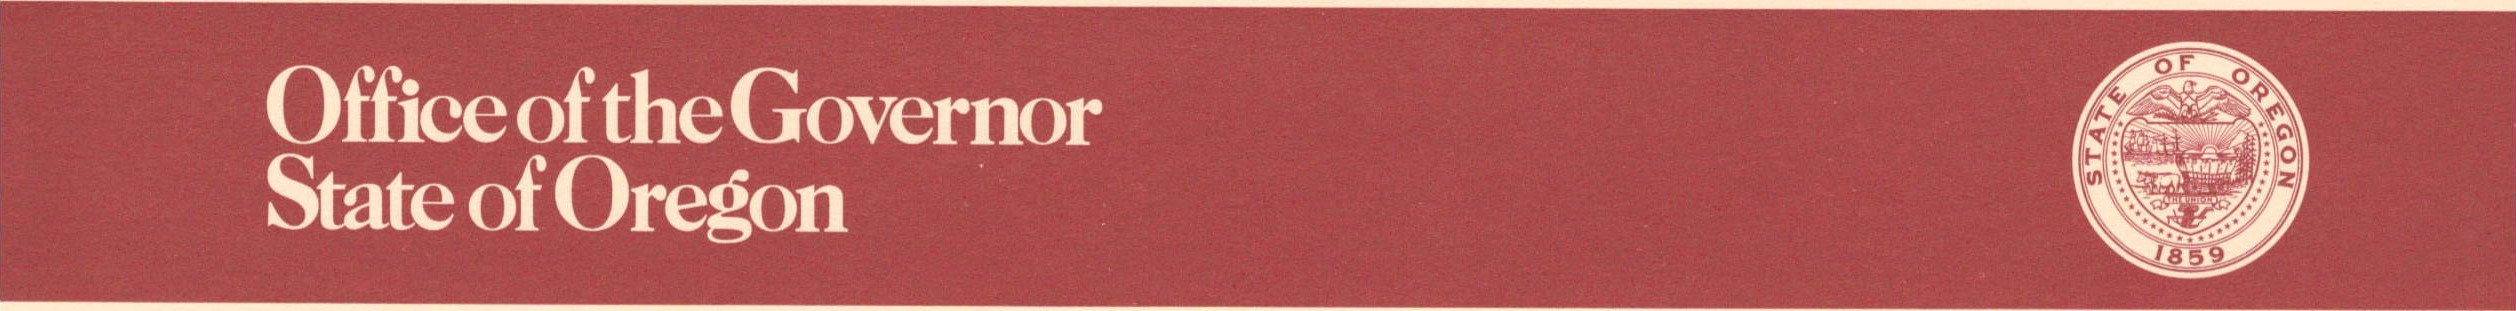 Office of the Governor
State of Oregon
STATE OF OREGON
THE UNION
1859